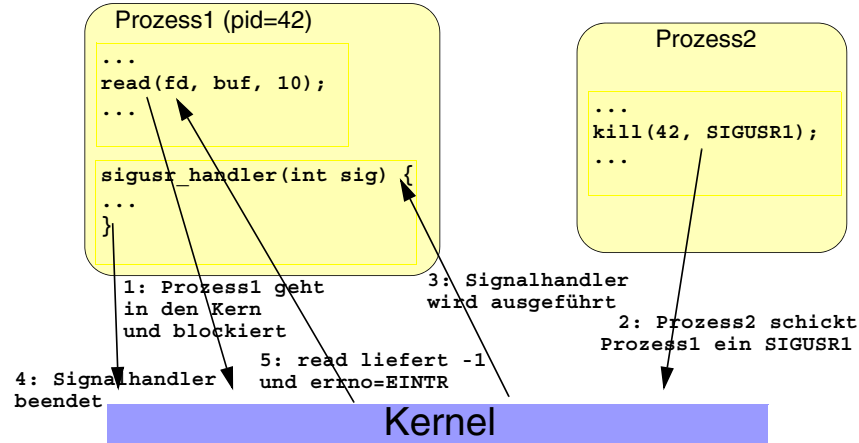 Prozess1 (pid=42)
...
read(fd, buf, 10);
...
sigusr_handler(int sig) {
...
}
Prozess2
...
kill(42, SIGUSR1);
...
1: Prozess1 geht
in den Kern
und blockiert
3: Signalhandler
wird ausgeführt
2: Prozess2 schickt
Prozess1 ein SIGUSR1
5: read liefert -1
und errno=EINTR
4: Signalhandler
beendet
Kernel